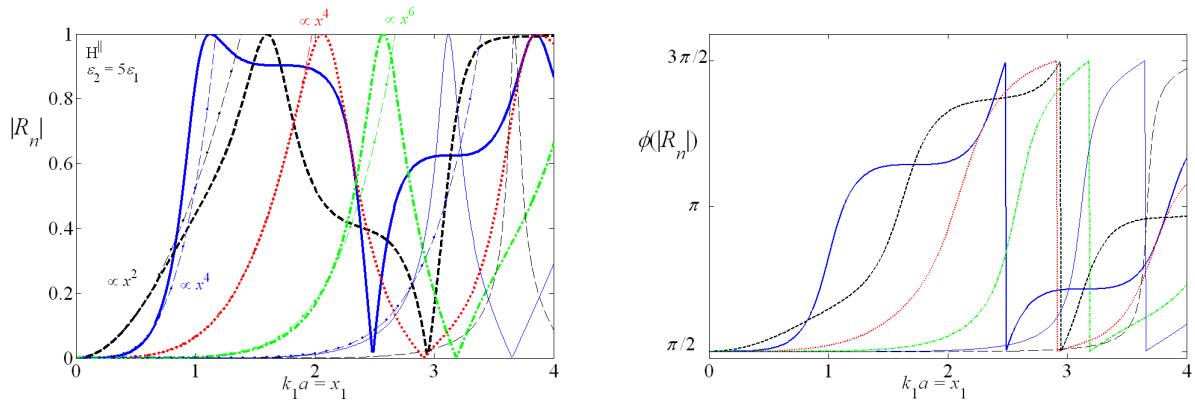 ∝ x⁴
∝ x⁶
1
H^||
ε₂ = 5ε₁
0.8
0.6
|Rₙ|
0.4
0.2
∝ x²
∝ x⁴
0
0
1
2
3
4
k₁a = x₁
3π/2
ϕ(|Rₙ|)
π
π/2
0
1
2
3
4
k₁a = x₁